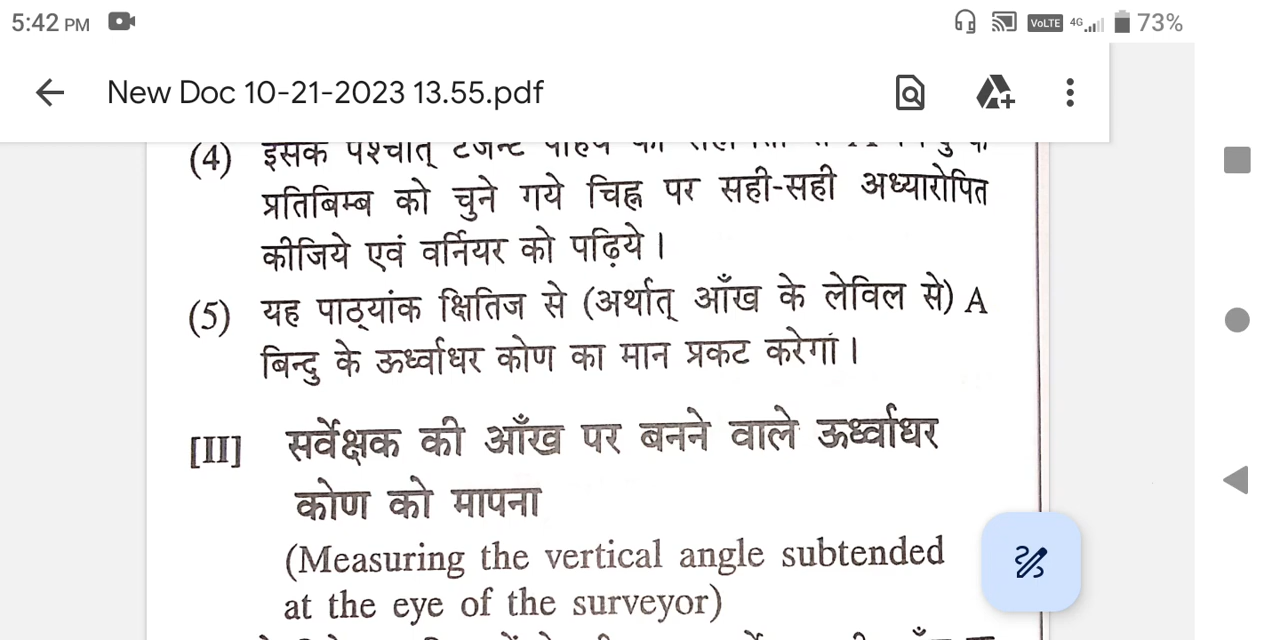 5:42 PM VoLTE 4G 73%
New Doc 10-21-2023 13.55.pdf
(4) इसके पश्चात् टेंजेन्ट
प्रतिबिम्ब को चुने गये चिह्न पर सही-सही अध्यारोपित
कीजिये एवं वर्नियर को पढ़िये।
(5) यह पाठ्यांक क्षितिज से (अर्थात् आँख के लेविल से) A
बिन्दु के ऊर्ध्वाधर कोण का मान प्रकट करेगा।
[II] सर्वेक्षक की आँख पर बनने वाले ऊर्ध्वाधर
कोण को मापना
(Measuring the vertical angle subtended
at the eye of the surveyor)